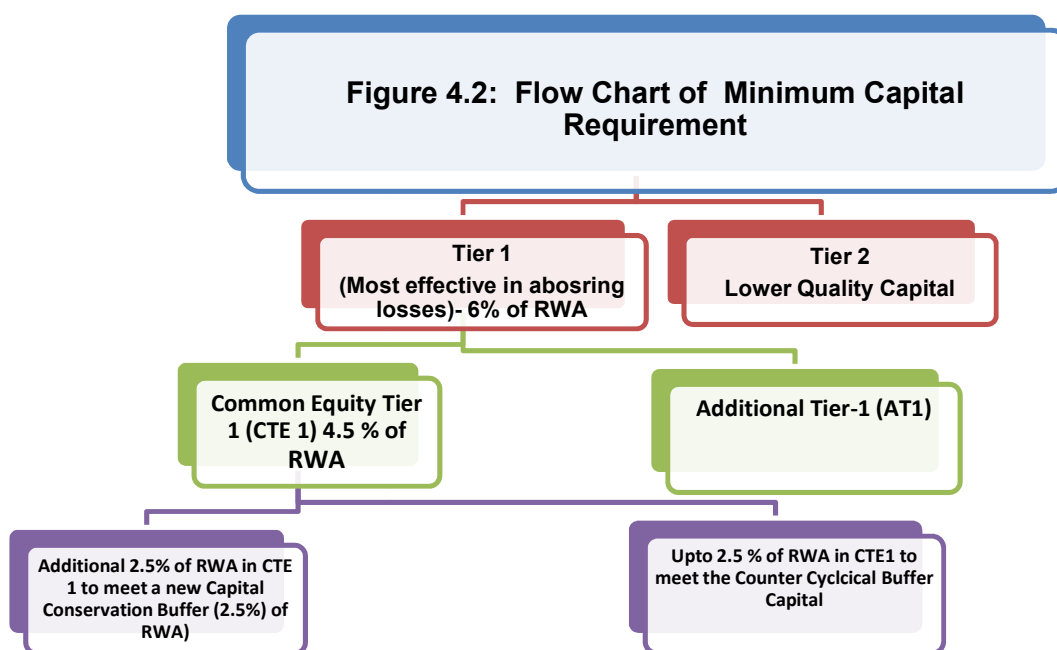 Figure 4.2: Flow Chart of Minimum Capital
Requirement
Tier 1
(Most effective in abosring
losses)- 6% of RWA
Tier 2
Lower Quality Capital
Common Equity Tier
1 (CTE 1) 4.5 % of
RWA
Additional Tier-1 (AT1)
Additional 2.5% of RWA in CTE
1 to meet a new Capital
Conservation Buffer (2.5%) of
RWA)
Upto 2.5 % of RWA in CTE1 to
meet the Counter Cyclcical Buffer
Capital